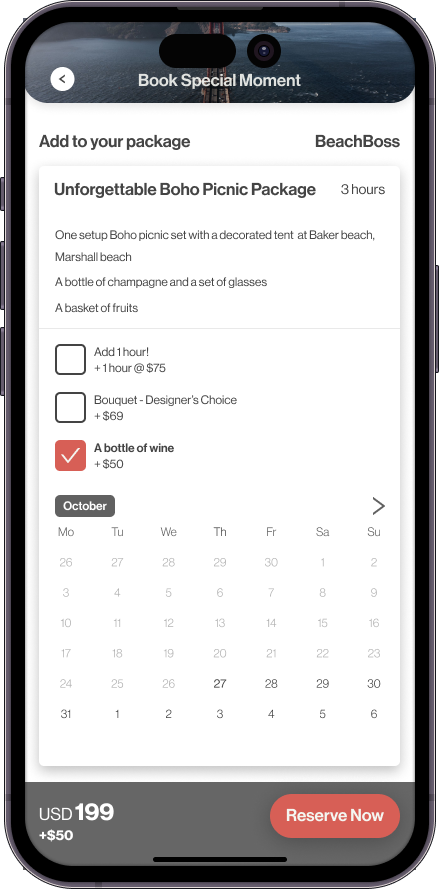 Book Special Moment
Add to your package BeachBoss
Unforgettable Boho Picnic Package 3 hours
One setup Boho picnic set with a decorated tent at Baker beach,
Marshall beach
A bottle of champagne and a set of glasses
A basket of fruits
Add 1 hour!
+ 1 hour @ $75
Bouquet - Designer's Choice
+ $69
A bottle of wine
+ $50
October
Mo Tu We Th Fr Sa Su
26 27 28 29 30 1 2
3 4 5 6 7 8 9
10 11 12 13 14 15 16
17 18 19 20 21 22 23
24 25 26 27 28 29 30
31 1 2 3 4 5 6
USD 199
+$50
Reserve Now